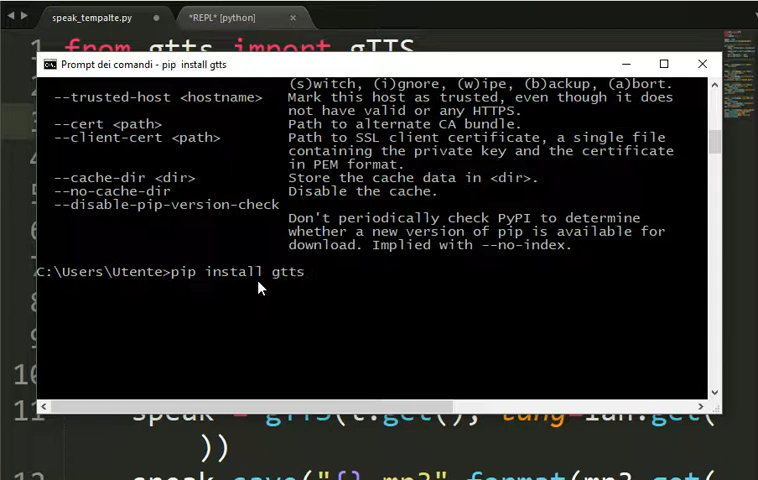 speak_tempalte.py
*REPL* [python]
1 from gtts import gTTS
Prompt dei comandi - pip install gtts
(s)witch, (i)gnore, (w)ipe, (b)ackup, (a)bort.
--trusted-host <hostname> Mark this host as trusted, even though it does
not have valid or any HTTPS.
--cert <path> Path to alternate CA bundle.
--client-cert <path> Path to SSL client certificate, a single file
containing the private key and the certificate
in PEM format.
--cache-dir <dir> Store the cache data in <dir>.
--no-cache-dir Disable the cache.
--disable-pip-version-check
Don't periodically check PyPI to determine
whether a new version of pip is available for
download. Implied with --no-index.
C:\Users\Utente>pip install gtts
11 speak = gTTS(t.get(), lang=lan.get(
))
12 speak.save("{}.mp3".format(mp3.get(